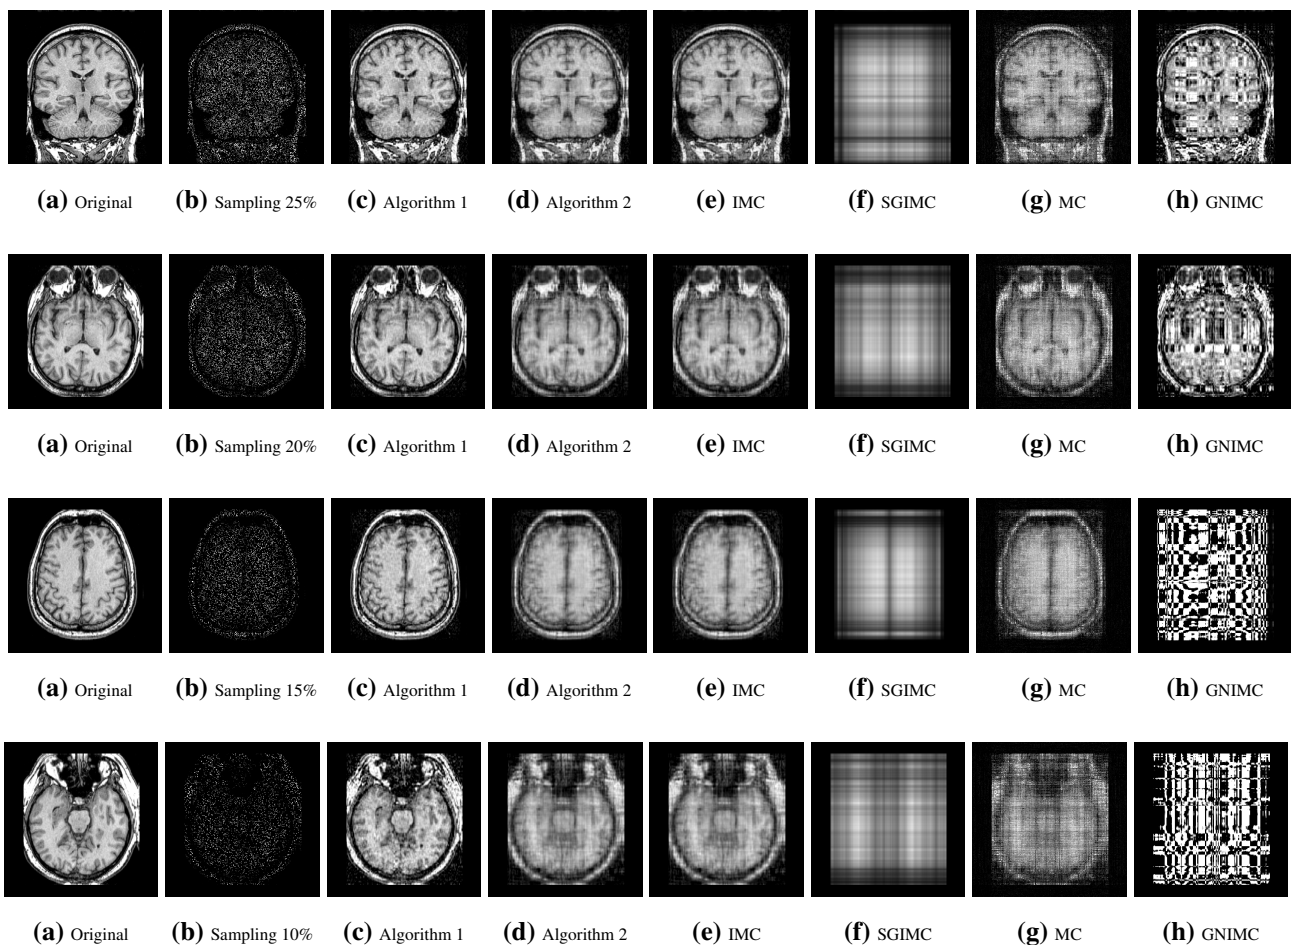 (a) Original (b) Sampling 25% (c) Algorithm 1 (d) Algorithm 2 (e) IMC (f) SGIMC (g) MC (h) GNIMC
(a) Original (b) Sampling 20% (c) Algorithm 1 (d) Algorithm 2 (e) IMC (f) SGIMC (g) MC (h) GNIMC
(a) Original (b) Sampling 15% (c) Algorithm 1 (d) Algorithm 2 (e) IMC (f) SGIMC (g) MC (h) GNIMC
(a) Original (b) Sampling 10% (c) Algorithm 1 (d) Algorithm 2 (e) IMC (f) SGIMC (g) MC (h) GNIMC